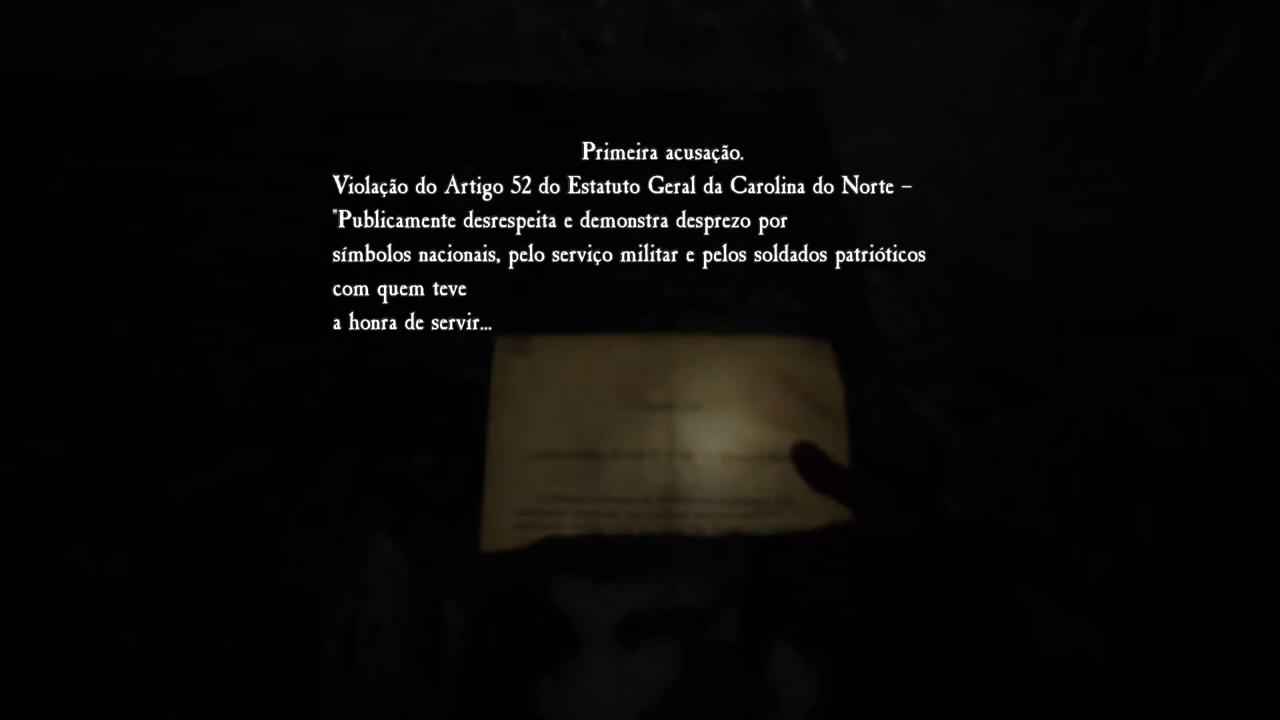 Primeira acusação.
Violação do Artigo 52 do Estatuto Geral da Carolina do Norte –
"Publicamente desrespeita e demonstra desprezo por
símbolos nacionais, pelo serviço militar e pelos soldados patrióticos
com quem teve
a honra de servir...